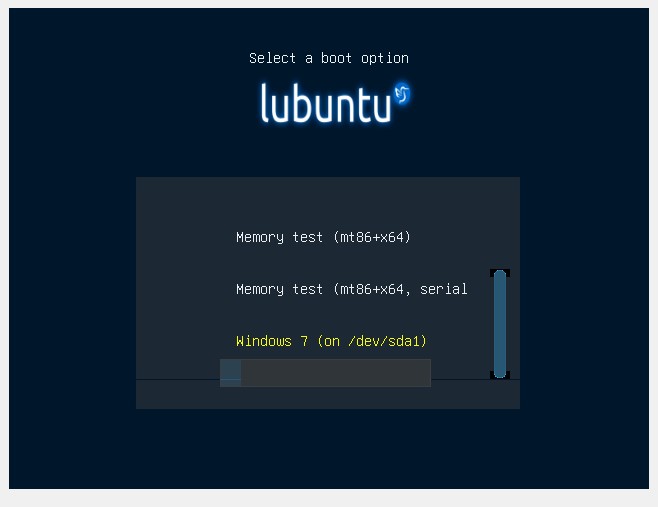 Select a boot option
lubuntu
Memory test (mt86+x64)
Memory test (mt86+x64, serial
Windows 7 (on /dev/sda1)